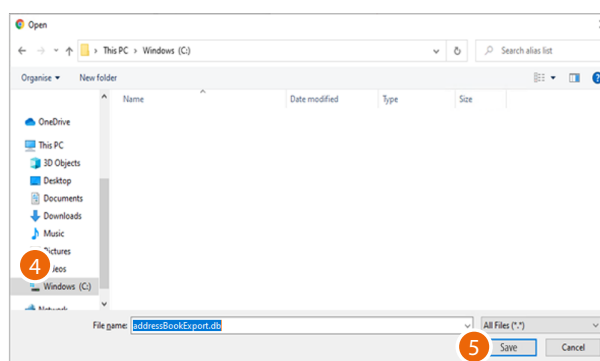 Open
This PC > Windows (C:)
Search alias list
Organise
New folder
Name
Date modified
Type
Size
OneDrive
This PC
3D Objects
Desktop
Documents
Downloads
Music
Pictures
4
Windows (C:)
Network
File name: addressBookExport.db
All Files (*.*)
5 Save Cancel